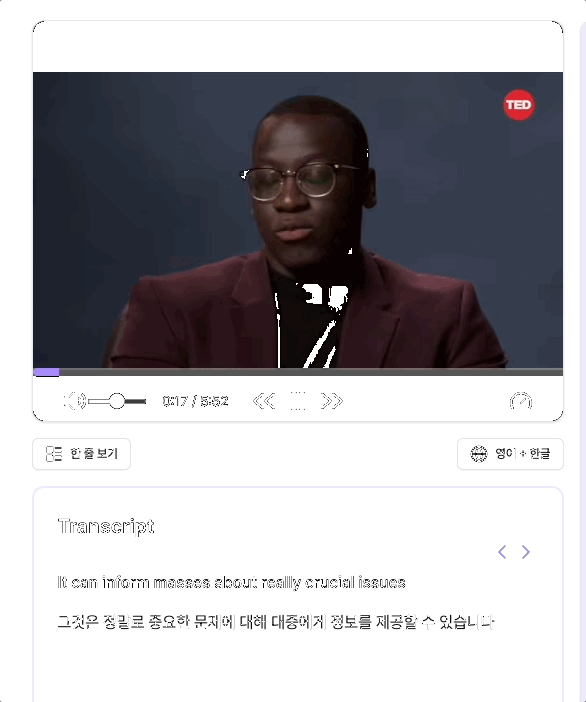 TED
0:17 / 5:52
한 줄 보기
영어 + 한글
Transcript
It can inform masses about really crucial issues
그것은 정말로 중요한 문제에 대해 대중에게 정보를 제공할 수 있습니다